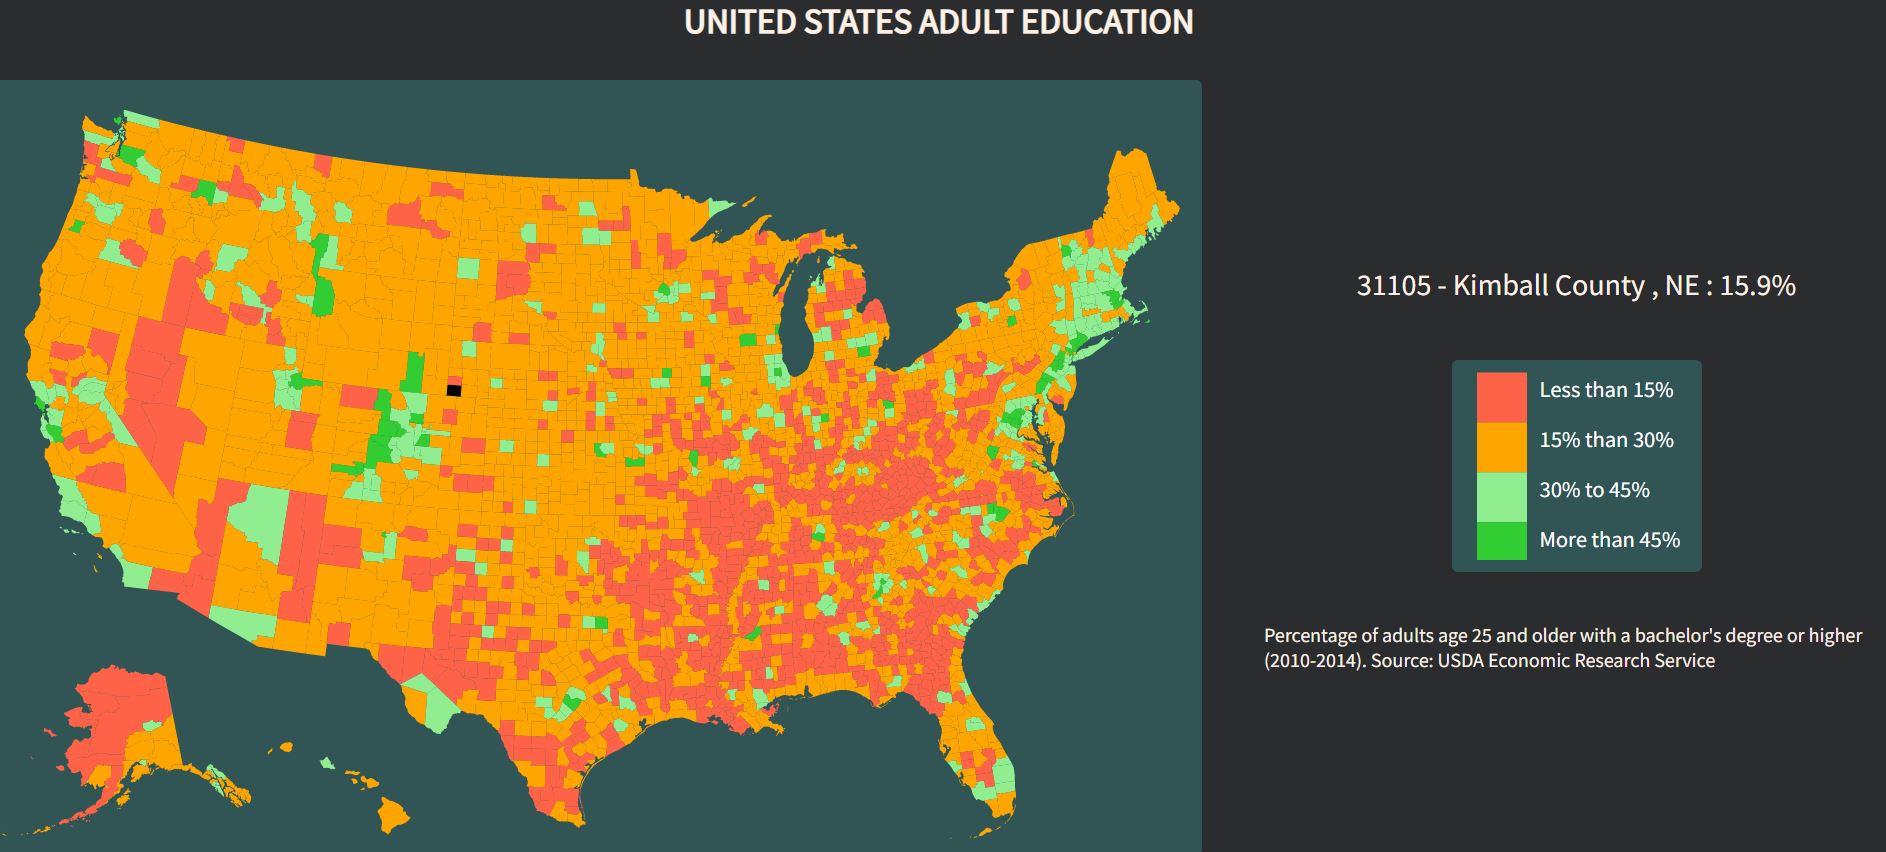 UNITED STATES ADULT EDUCATION
31105 - Kimball County , NE : 15.9%
Less than 15%
15% than 30%
30% to 45%
More than 45%
Percentage of adults age 25 and older with a bachelor's degree or higher
(2010-2014). Source: USDA Economic Research Service